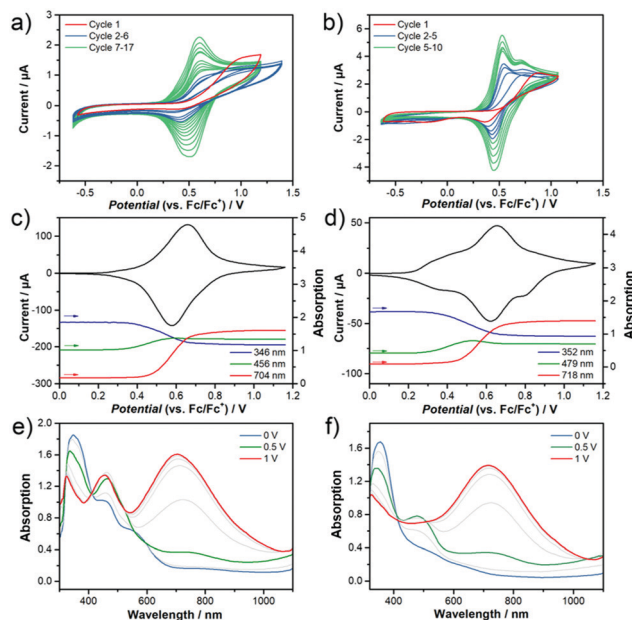 a)
Cycle 1
Cycle 2-6
Cycle 7-17
Current / μA
2
1
0
1
2
-0.5 0.0 0.5 1.0 1.5
Potential (vs. Fc/Fc⁺) / V
b)
Cycle 1
Cycle 2-5
Cycle 5-10
Current / μA
6
4
2
0
-2
-4
-0.5 0.0 0.5 1.0 1.5
Potential (vs. Fc/Fc⁺) / V
c)
Current / μA
100
0
-100
-200
-300
5
4
3
2
1
0
Absorption
346 nm
456 nm
704 nm
0.0 0.2 0.4 0.6 0.8 1.0 1.2
Potential (vs. Fc/Fc⁺) / V
d)
Current / μA
50
0
-50
-100
4
3
2
1
0
Absorption
352 nm
479 nm
718 nm
0.0 0.2 0.4 0.6 0.8 1.0 1.2
Potential (vs. Fc/Fc⁺) / V
e)
0 V
0.5 V
1 V
Absorption
2.0
1.6
1.2
0.8
0.4
0.0
400 600 800 1000
Wavelength / nm
f)
0 V
0.5 V
1 V
Absorption
2.0
1.6
1.2
0.8
0.4
0.0
400 600 800 1000
Wavelength / nm